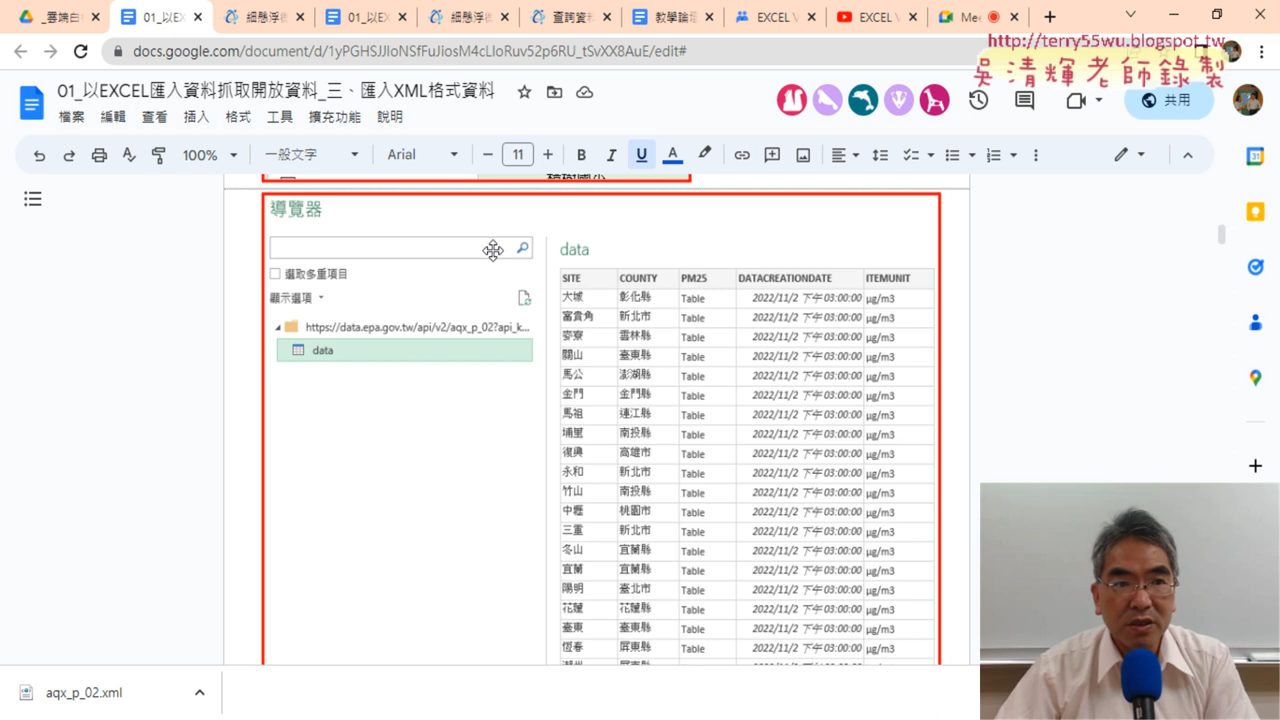 _雲端白
01_以EX
細懸浮微
01_以EX
細懸浮微
查詢資料
教學論壇
EXCEL V
EXCEL V
Mee
docs.google.com/document/d/1yPGHSJJIoNSfFuJiosM4cLIoRuv52p6RU_tSvXX8AuE/edit#
http://terry55wu.blogspot.tw
吳清輝老師錄製
01_以EXCEL匯入資料抓取開放資料_三、匯入XML格式資料
共用
檔案 編輯 查看 插入 格式 工具 擴充功能 說明
100% 一般文字 Arial 11 B I U A
導覽器
選取多重項目
顯示選項
https://data.epa.gov.tw/api/v2/aqx_p_02?api_k...
data
data
SITE COUNTY PM25 DATACREATIONDATE ITEMUNIT
大城 彰化縣 Table 2022/11/2 下午 03:00:00 μg/m3
富貴角 新北市 Table 2022/11/2 下午 03:00:00 μg/m3
麥寮 雲林縣 Table 2022/11/2 下午 03:00:00 μg/m3
關山 臺東縣 Table 2022/11/2 下午 03:00:00 μg/m3
馬公 澎湖縣 Table 2022/11/2 下午 03:00:00 μg/m3
金門 金門縣 Table 2022/11/2 下午 03:00:00 μg/m3
馬祖 連江縣 Table 2022/11/2 下午 03:00:00 μg/m3
埔里 南投縣 Table 2022/11/2 下午 03:00:00 μg/m3
復興 高雄市 Table 2022/11/2 下午 03:00:00 μg/m3
永和 新北市 Table 2022/11/2 下午 03:00:00 μg/m3
竹山 南投縣 Table 2022/11/2 下午 03:00:00 μg/m3
中壢 桃園市 Table 2022/11/2 下午 03:00:00 μg/m3
三重 新北市 Table 2022/11/2 下午 03:00:00 μg/m3
冬山 宜蘭縣 Table 2022/11/2 下午 03:00:00 μg/m3
宜蘭 宜蘭縣 Table 2022/11/2 下午 03:00:00 μg/m3
陽明 臺北市 Table 2022/11/2 下午 03:00:00 μg/m3
花蓮 花蓮縣 Table 2022/11/2 下午 03:00:00 μg/m3
臺東 臺東縣 Table 2022/11/2 下午 03:00:00 μg/m3
恆春 屏東縣 Table 2022/11/2 下午 03:00:00 μg/m3
aqx_p_02.xml